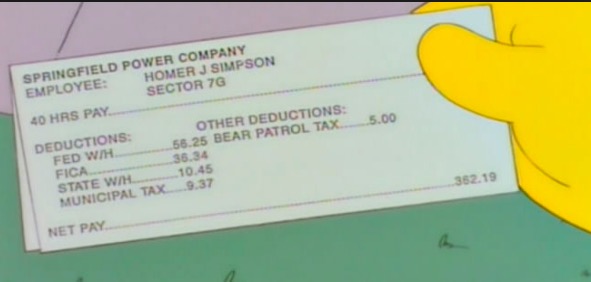 SPRINGFIELD POWER COMPANY
EMPLOYEE: HOMER J SIMPSON
SECTOR 7G
40 HRS PAY
DEDUCTIONS: OTHER DEDUCTIONS:
FED W/H 56.25 BEAR PATROL TAX 5.00
FICA 36.34
STATE W/H 10.45
MUNICIPAL TAX 9.37
NET PAY 362.19